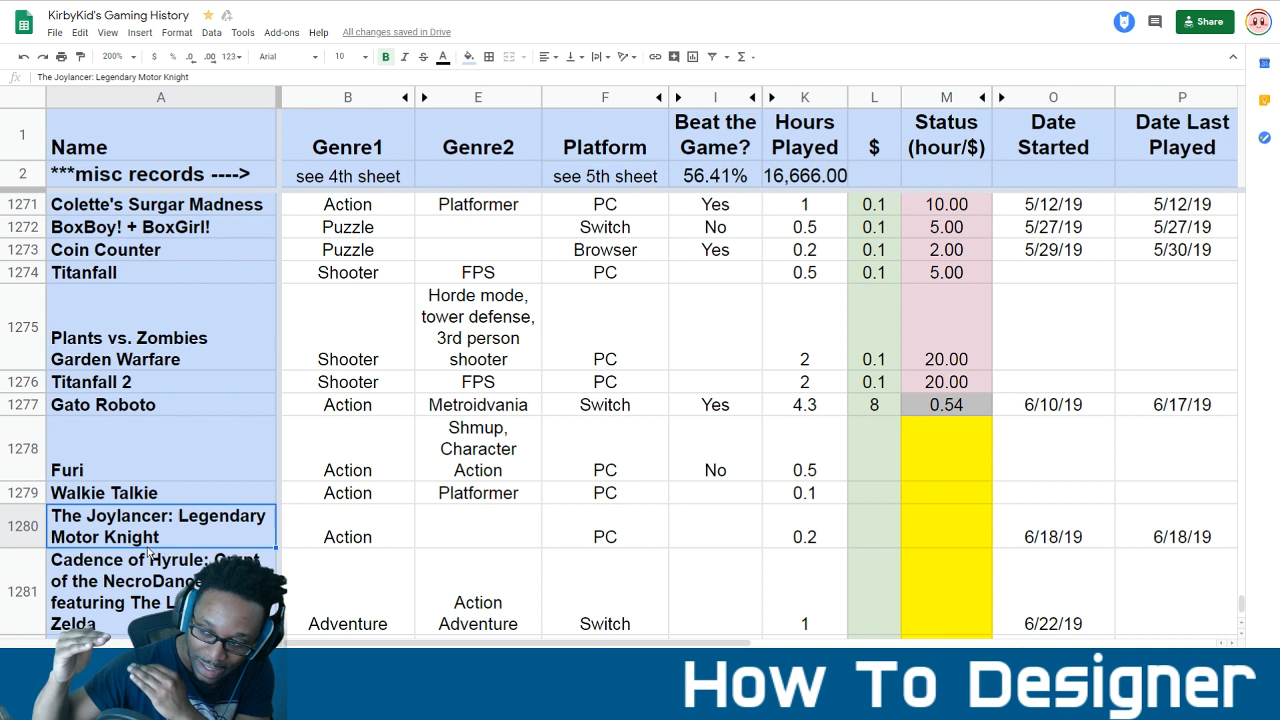 KirbyKid's Gaming History
File Edit View Insert Format Data Tools Add-ons Help All changes saved in Drive
Share
200% $ % .0 .00 123 Arial 10 B I S A
fx The Joylancer: Legendary Motor Knight
A B E F I K L M O P
1 Name Genre1 Genre2 Platform Beat the Game? Hours Played $ Status (hour/$) Date Started Date Last Played
2 ***misc records ----> see 4th sheet see 5th sheet 56.41% 16,666.00
1271 Colette's Surgar Madness Action Platformer PC Yes 1 0.1 10.00 5/12/19 5/12/19
1272 BoxBoy! + BoxGirl! Puzzle Switch No 0.5 0.1 5.00 5/27/19 5/27/19
1273 Coin Counter Puzzle Browser Yes 0.2 0.1 2.00 5/29/19 5/30/19
1274 Titanfall Shooter FPS PC 0.5 0.1 5.00
1275 Plants vs. Zombies Garden Warfare Shooter Horde mode, tower defense, 3rd person shooter PC 2 0.1 20.00
1276 Titanfall 2 Shooter FPS PC 2 0.1 20.00
1277 Gato Roboto Action Metroidvania Switch Yes 4.3 8 0.54 6/10/19 6/17/19
1278 Furi Action Shmup, Character Action PC No 0.5
1279 Walkie Talkie Action Platformer PC 0.1
1280 The Joylancer: Legendary Motor Knight Action PC 0.2 6/18/19 6/18/19
1281 Cadence of Hyrule: of the featuring The Zelda Adventure Action Adventure Switch 1 6/22/19
How To Designer